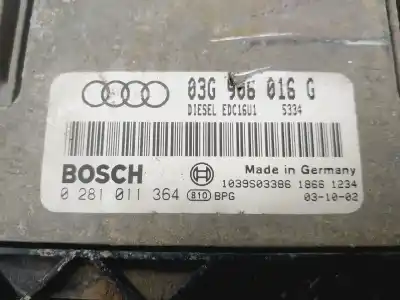 03G 906 016 G
DIESEL EDC16U1 5334
BOSCH
Made in Germany
1039S03386 1866 1234
0 281 011 364 810 BPG 03-10-02